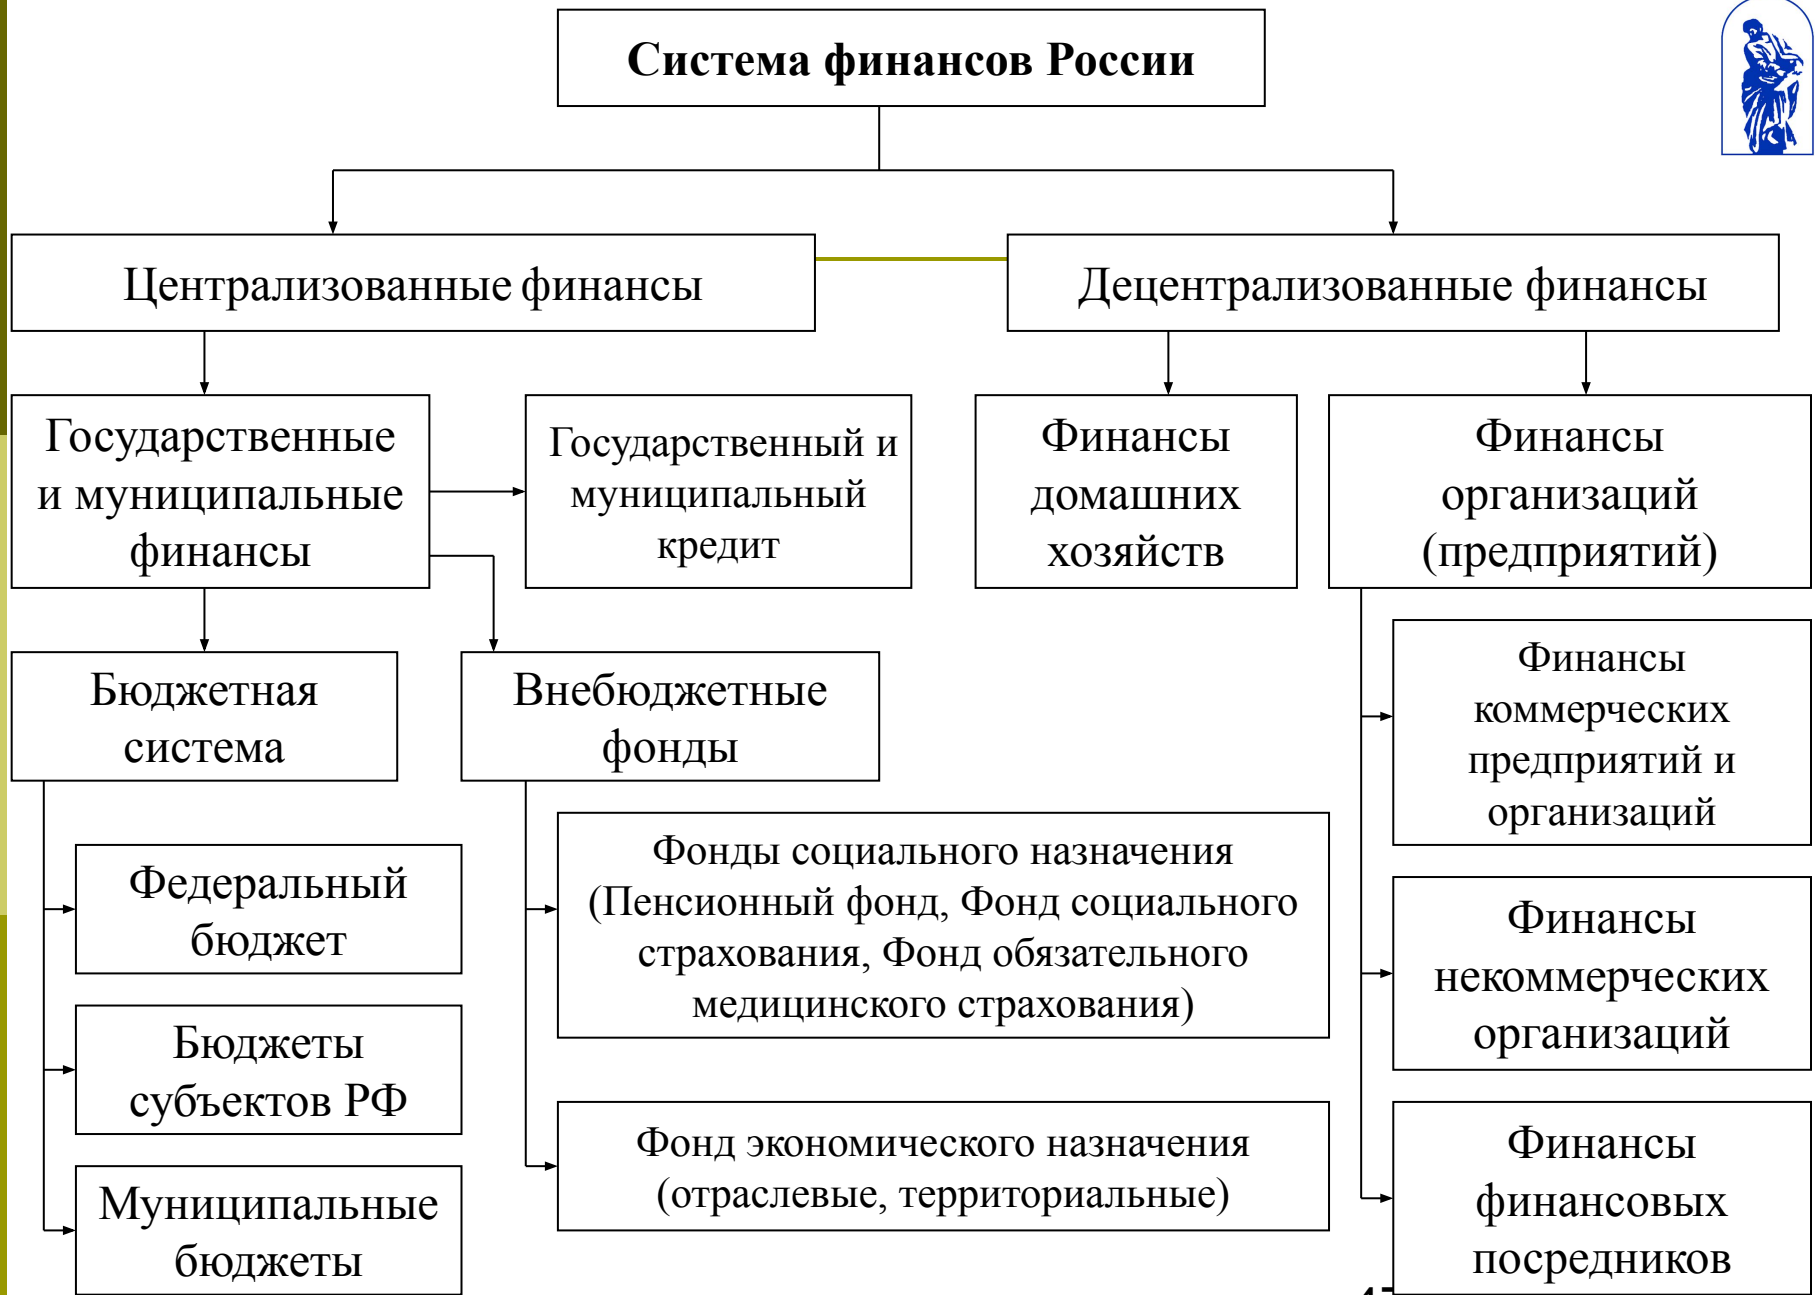 Система финансов России
Централизованные финансы
Децентрализованные финансы
Государственные
и муниципальные
финансы
Государственный и
муниципальный
кредит
Финансы
домашних
хозяйств
Финансы
организаций
(предприятий)
Бюджетная
система
Внебюджетные
фонды
Финансы
коммерческих
предприятий и
организаций
Федеральный
бюджет
Фонды социального назначения
(Пенсионный фонд, Фонд социального
страхования, Фонд обязательного
медицинского страхования)
Финансы
некоммерческих
организаций
Бюджеты
субъектов РФ
Фонд экономического назначения
(отраслевые, территориальные)
Финансы
финансовых
посредников
Муниципальные
бюджеты